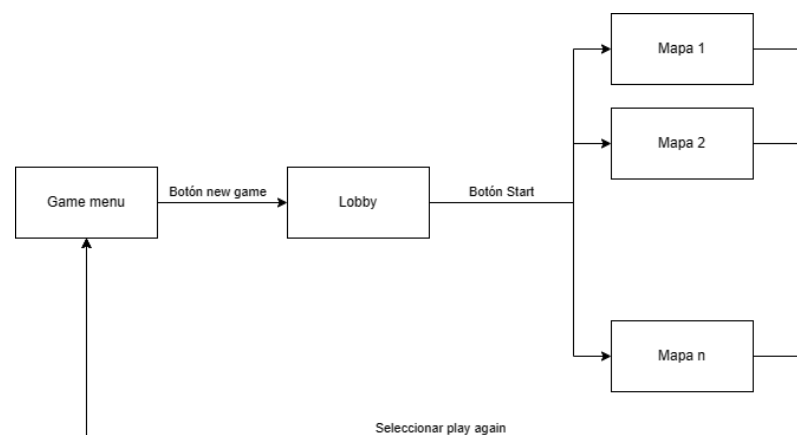 Mapa 1
Mapa 2
Game menu
Botón new game
Lobby
Botón Start
Mapa n
Seleccionar play again